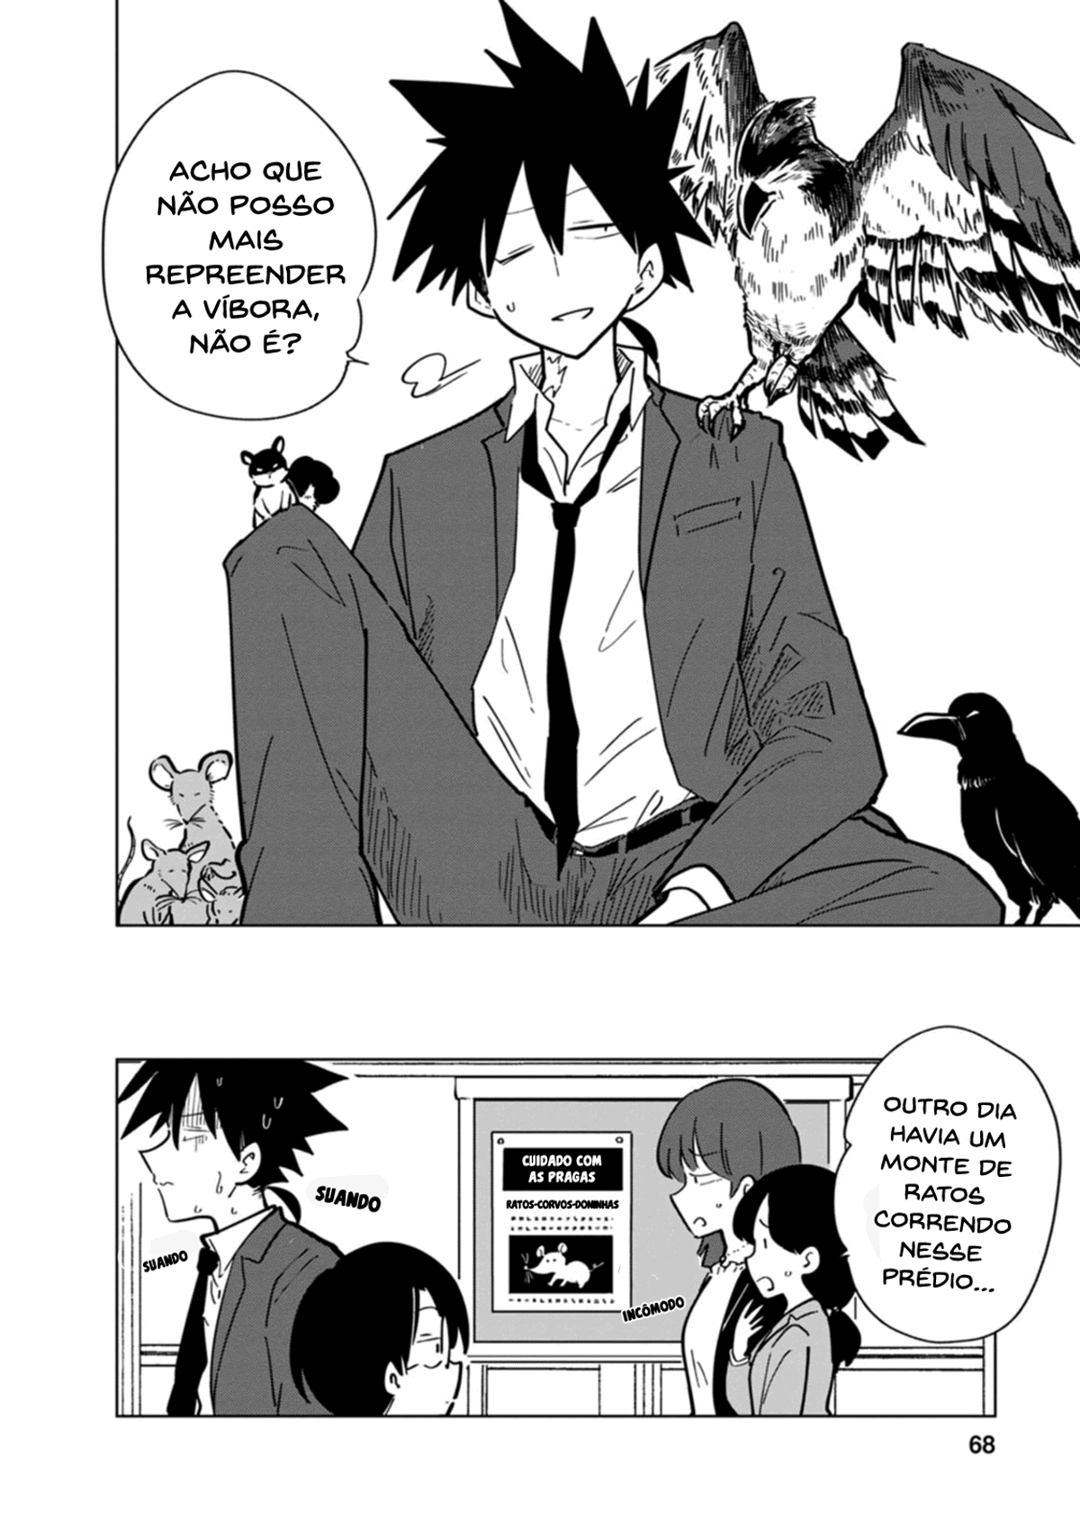 ACHO QUE
NÃO POSSO
MAIS
REPREENDER
A VÍBORA,
NÃO É?
OUTRO DIA
HAVIA UM
MONTE DE
RATOS
CORRENDO
NESSE
PRÉDIO...
CUIDADO COM
AS PRAGAS
RATOS-CORVOS-DONINHAS
SUANDO
SUANDO
INCÔMODO
68